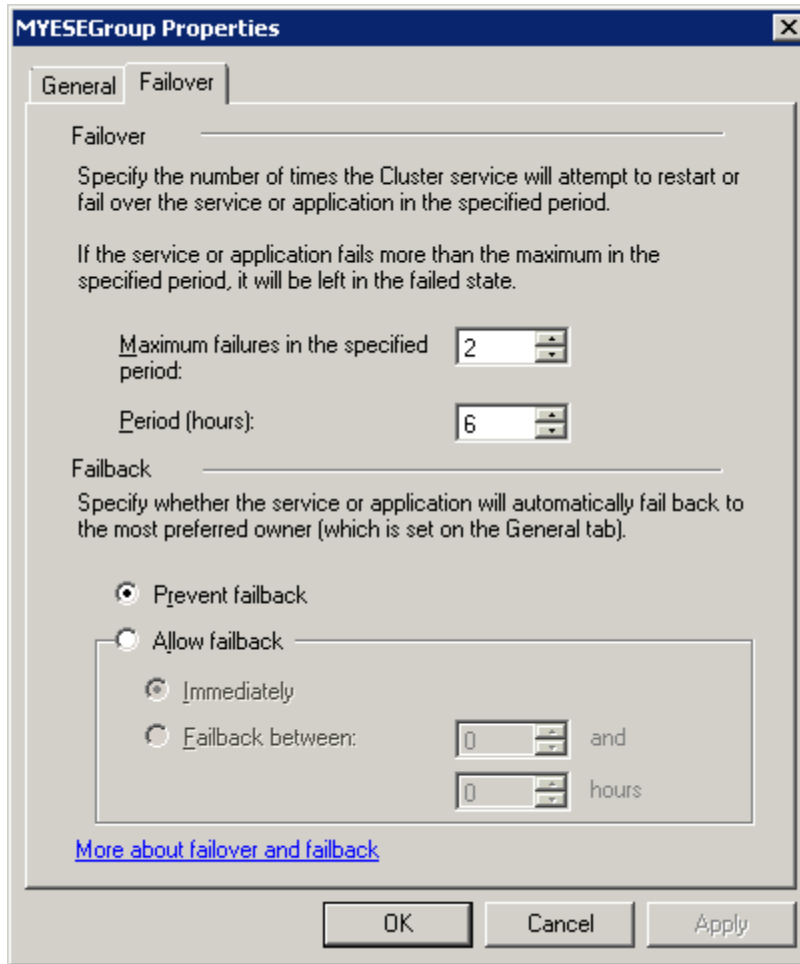 MYESEGroup Properties
General
Failover
Failover
Specify the number of times the Cluster service will attempt to restart or
fail over the service or application in the specified period.
If the service or application fails more than the maximum in the
specified period, it will be left in the failed state.
Maximum failures in the specified
period:
2
Period (hours):
6
Failback
Specify whether the service or application will automatically fail back to
the most preferred owner (which is set on the General tab).
Prevent failback
Allow failback
Immediately
Failback between:
0
and
0
hours
More about failover and failback
OK
Cancel
Apply